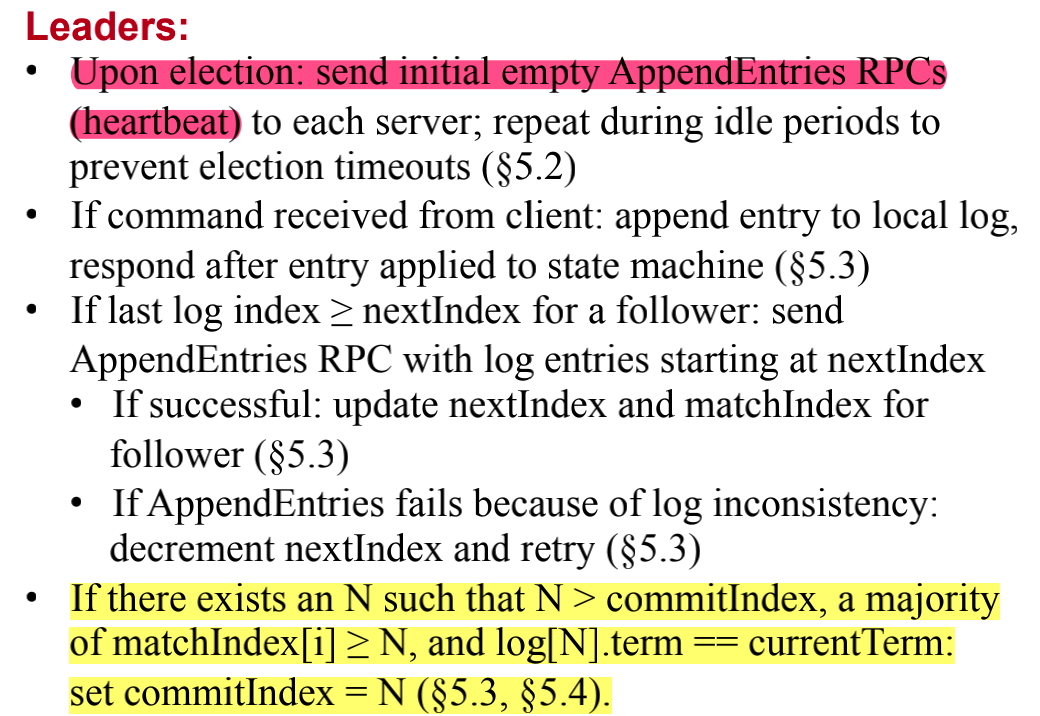 Leaders:
• Upon election: send initial empty AppendEntries RPCs
(heartbeat) to each server; repeat during idle periods to
prevent election timeouts (§5.2)
• If command received from client: append entry to local log,
respond after entry applied to state machine (§5.3)
• If last log index ≥ nextIndex for a follower: send
AppendEntries RPC with log entries starting at nextIndex
• If successful: update nextIndex and matchIndex for
follower (§5.3)
• If AppendEntries fails because of log inconsistency:
decrement nextIndex and retry (§5.3)
• If there exists an N such that N > commitIndex, a majority
of matchIndex[i] ≥ N, and log[N].term == currentTerm:
set commitIndex = N (§5.3, §5.4).